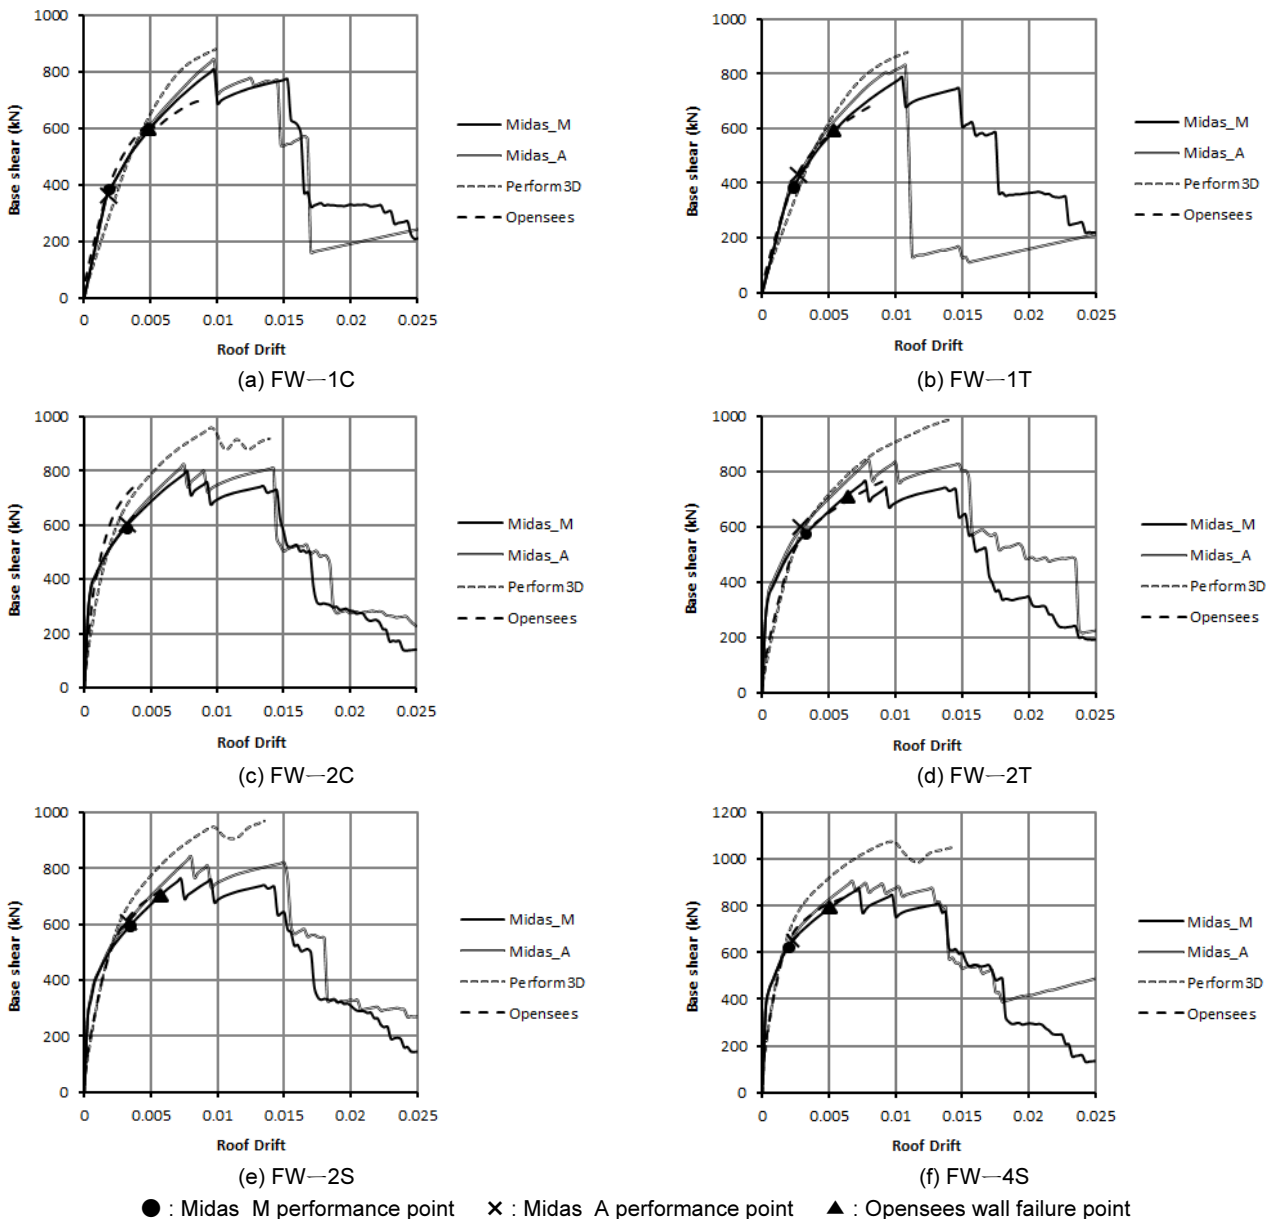 1000
800
600
400
200
0
Base shear (kN)
0 0.005 0.01 0.015 0.02 0.025
Roof Drift
Midas_M
Midas_A
Perform3D
Opensees
(a) FW—1C
1000
800
600
400
200
0
Base shear (kN)
0 0.005 0.01 0.015 0.02 0.025
Roof Drift
Midas_M
Midas_A
Perform3D
Opensees
(b) FW—1T
1000
800
600
400
200
0
Base shear (kN)
0 0.005 0.01 0.015 0.02 0.025
Roof Drift
Midas_M
Midas_A
Perform3D
Opensees
(c) FW—2C
1000
800
600
400
200
0
Base shear (kN)
0 0.005 0.01 0.015 0.02 0.025
Roof Drift
Midas_M
Midas_A
Perform3D
Opensees
(d) FW—2T
1000
800
600
400
200
0
Base shear (kN)
0 0.005 0.01 0.015 0.02 0.025
Roof Drift
Midas_M
Midas_A
Perform3D
Opensees
(e) FW—2S
1200
1000
800
600
400
200
0
Base shear (kN)
0 0.005 0.01 0.015 0.02 0.025
Roof Drift
Midas_M
Midas_A
Perform3D
Opensees
(f) FW—4S
● : Midas M performance point × : Midas A performance point ▲ : Opensees wall failure point